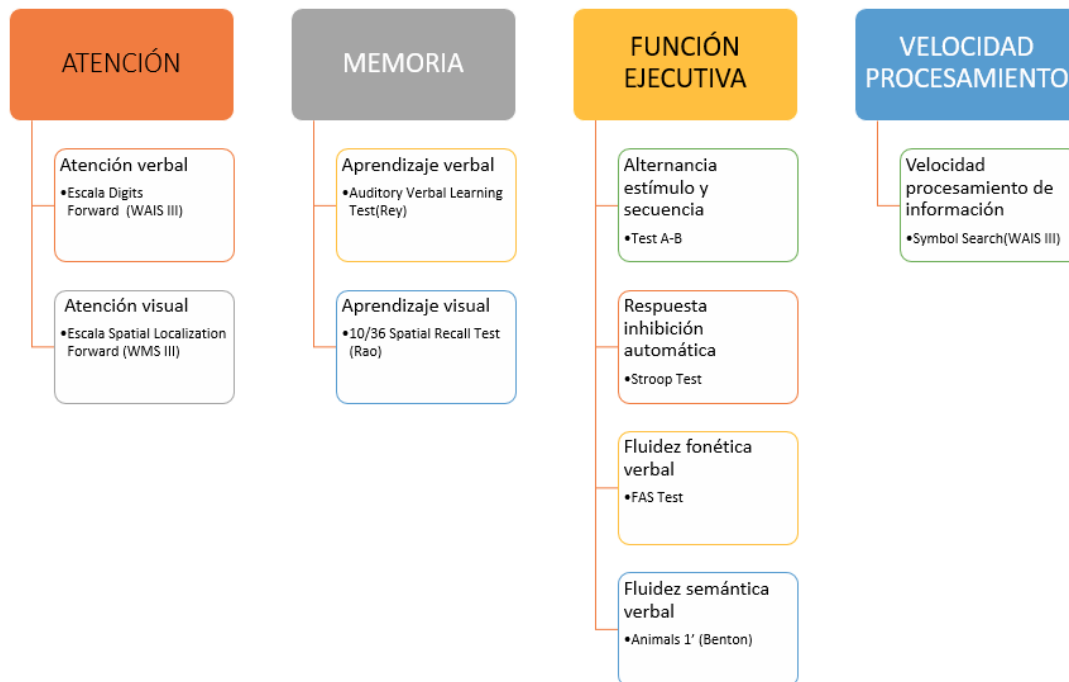 ATENCIÓN
Atención verbal
•Escala Digits
Forward (WAIS III)
Atención visual
•Escala Spatial Localization
Forward (WMS III)
MEMORIA
Aprendizaje verbal
•Auditory Verbal Learning
Test(Rey)
Aprendizaje visual
•10/36 Spatial Recall Test
(Rao)
FUNCIÓN
EJECUTIVA
Alternancia
estímulo y
secuencia
•Test A-B
Respuesta
inhibición
automática
•Stroop Test
Fluidez fonética
verbal
•FAS Test
Fluidez semántica
verbal
•Animals 1’ (Benton)
VELOCIDAD
PROCESAMIENTO
Velocidad
procesamiento de
información
•Symbol Search(WAIS III)